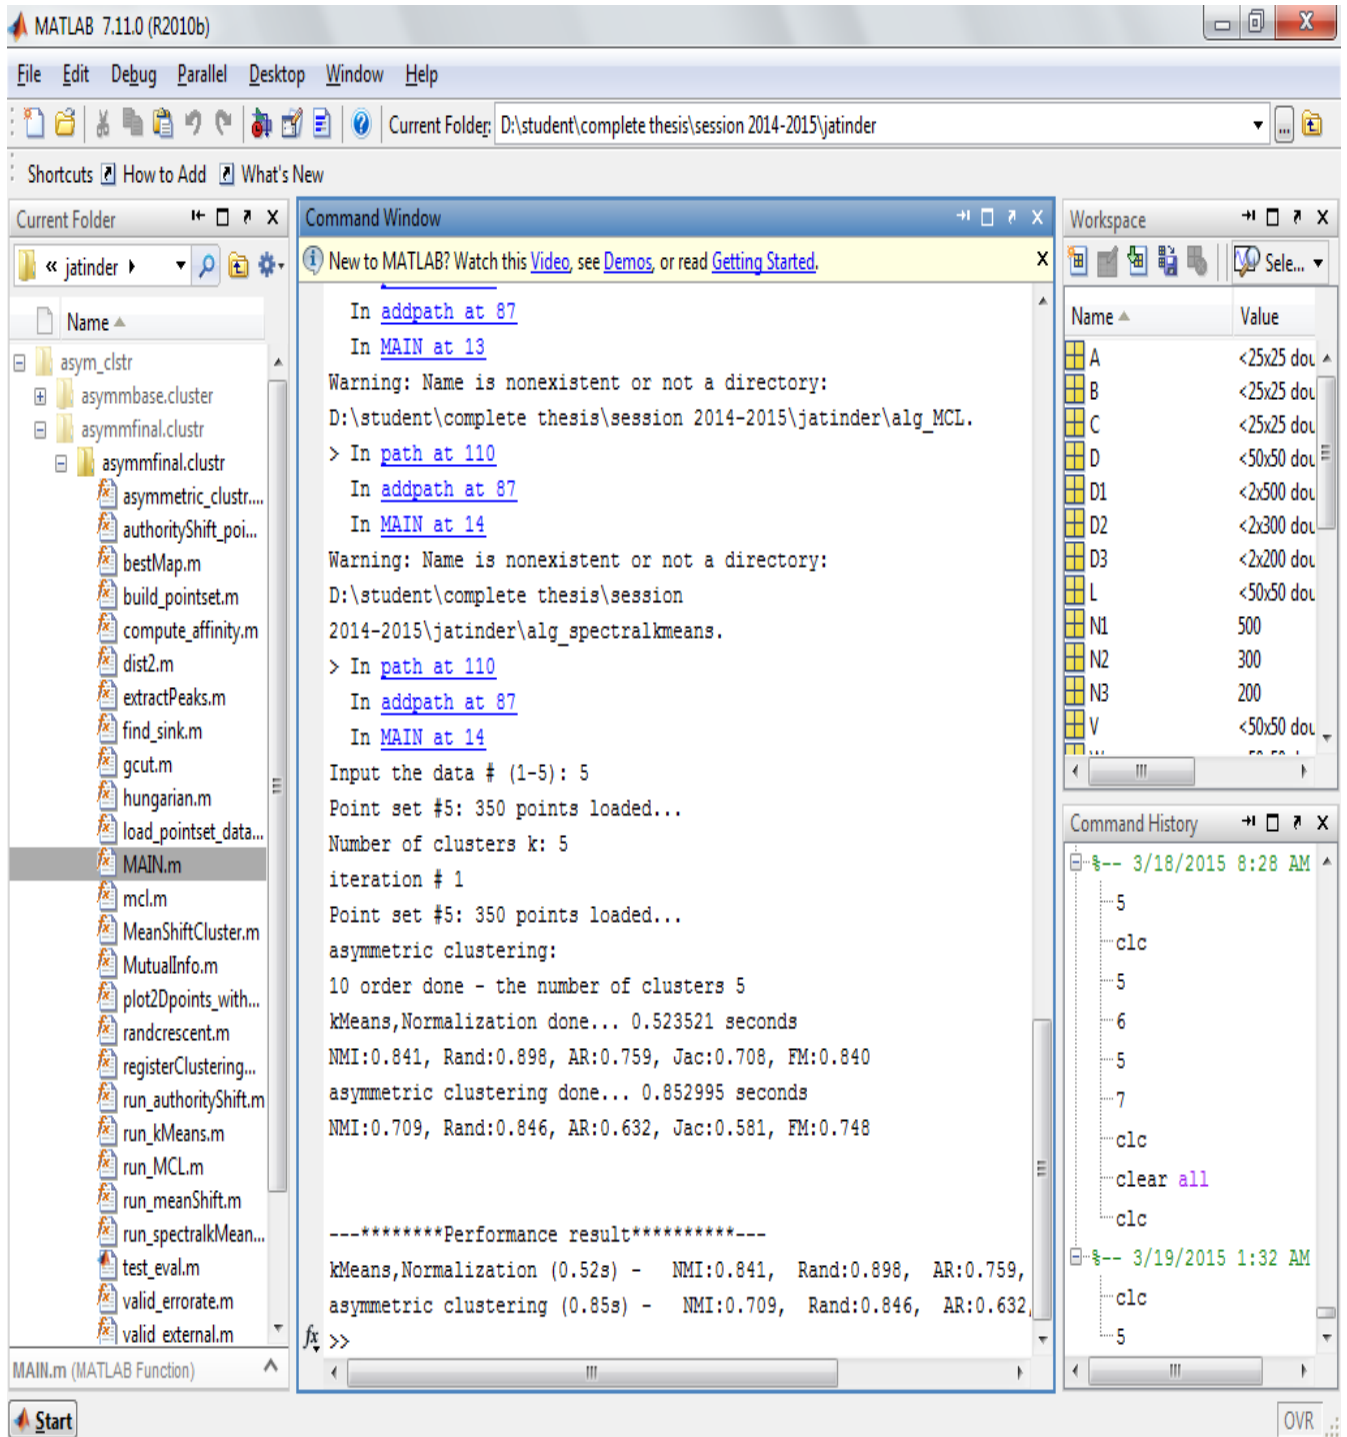 MATLAB 7.11.0 (R2010b)
File Edit Debug Parallel Desktop Window Help
Current Folder: D:\student\complete thesis\session 2014-2015\jatinder
Shortcuts How to Add What's New
Current Folder
« jatinder
Name
asym_clstr
asymmbase.cluster
asymmfinal.clustr
asymmfinal.clustr
asymmetric_clustr....
authorityShift_poi...
bestMap.m
build_pointset.m
compute_affinity.m
dist2.m
extractPeaks.m
find_sink.m
gcut.m
hungarian.m
load_pointset_data...
MAIN.m
mcl.m
MeanShiftCluster.m
MutualInfo.m
plot2Dpoints_with...
randcrescent.m
registerClustering...
run_authorityShift.m
run_kMeans.m
run_MCL.m
run_meanShift.m
run_spectralkMean...
test_eval.m
valid_errorate.m
valid_external.m
MAIN.m (MATLAB Function)
Command Window
New to MATLAB? Watch this Video, see Demos, or read Getting Started.
In addpath at 87
In MAIN at 13
Warning: Name is nonexistent or not a directory:
D:\student\complete thesis\session 2014-2015\jatinder\alg_MCL.
> In path at 110
In addpath at 87
In MAIN at 14
Warning: Name is nonexistent or not a directory:
D:\student\complete thesis\session
2014-2015\jatinder\alg_spectralkmeans.
> In path at 110
In addpath at 87
In MAIN at 14
Input the data # (1-5): 5
Point set #5: 350 points loaded...
Number of clusters k: 5
iteration # 1
Point set #5: 350 points loaded...
asymmetric clustering:
10 order done - the number of clusters 5
kMeans,Normalization done... 0.523521 seconds
NMI:0.841, Rand:0.898, AR:0.759, Jac:0.708, FM:0.840
asymmetric clustering done... 0.852995 seconds
NMI:0.709, Rand:0.846, AR:0.632, Jac:0.581, FM:0.748
---********Performance result**********---
kMeans,Normalization (0.52s) - NMI:0.841, Rand:0.898, AR:0.759,
asymmetric clustering (0.85s) - NMI:0.709, Rand:0.846, AR:0.632,
fx >>
Workspace
Sele...
Name Value
A <25x25 dou
B <25x25 dou
C <25x25 dou
D <50x50 dou
D1 <2x500 dou
D2 <2x300 dou
D3 <2x200 dou
L <50x50 dou
N1 500
N2 300
N3 200
V <50x50 dou
Command History
%-- 3/18/2015 8:28 AM
5
clc
5
6
5
7
clc
clear all
clc
%-- 3/19/2015 1:32 AM
clc
5
Start
OVR